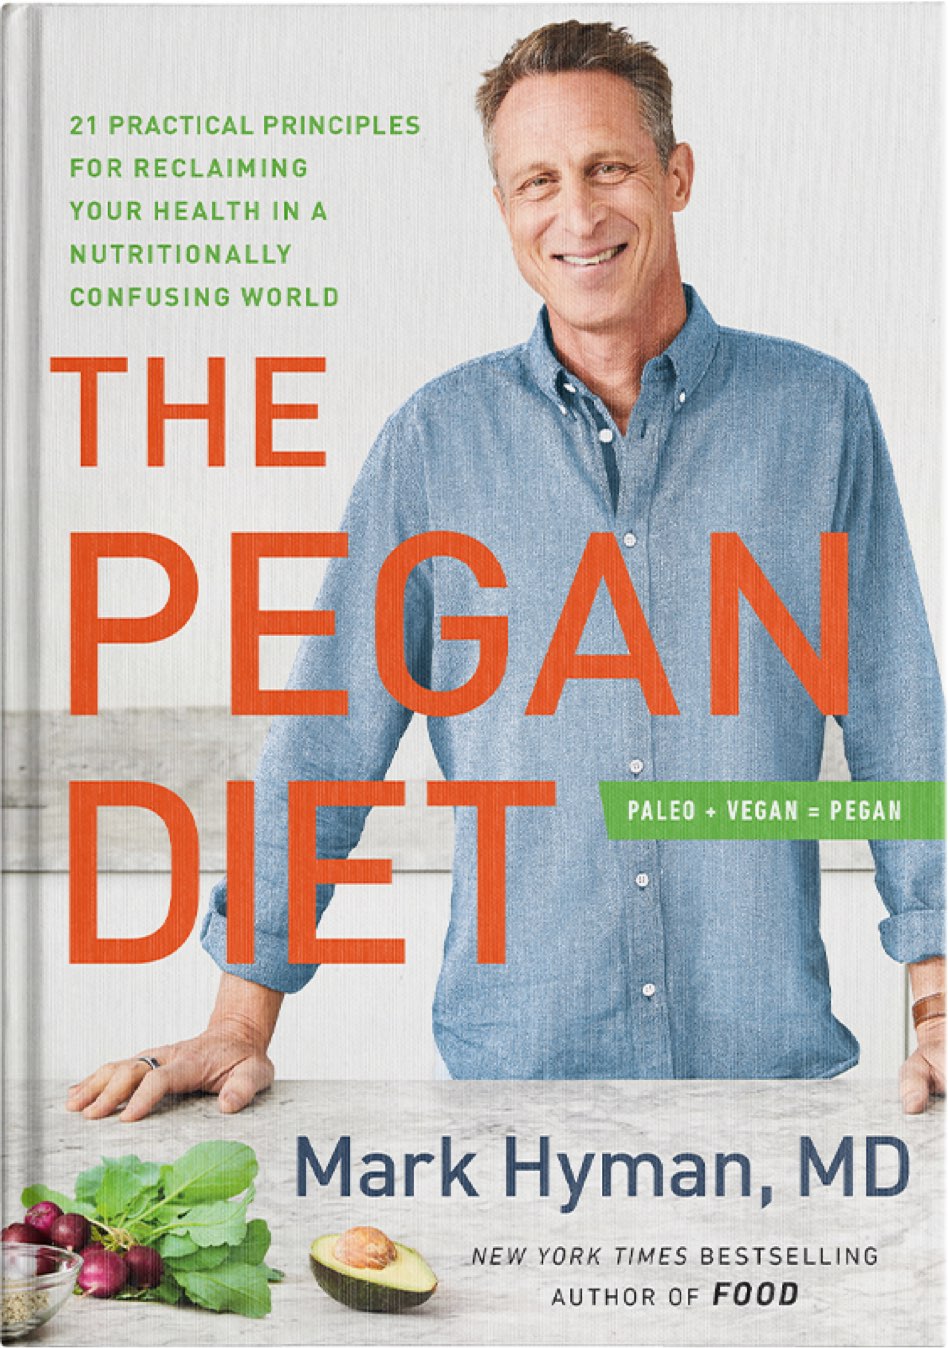 21 PRACTICAL PRINCIPLES
FOR RECLAIMING
YOUR HEALTH IN A
NUTRITIONALLY
CONFUSING WORLD
THE
PEGAN
DIET
PALEO + VEGAN = PEGAN
Mark Hyman, MD
NEW YORK TIMES BESTSELLING
AUTHOR OF FOOD